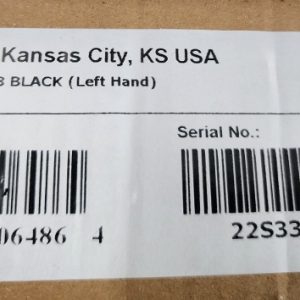 Kansas City, KS USA
BLACK (Left Hand)
Serial No.:
06486 4
22S33